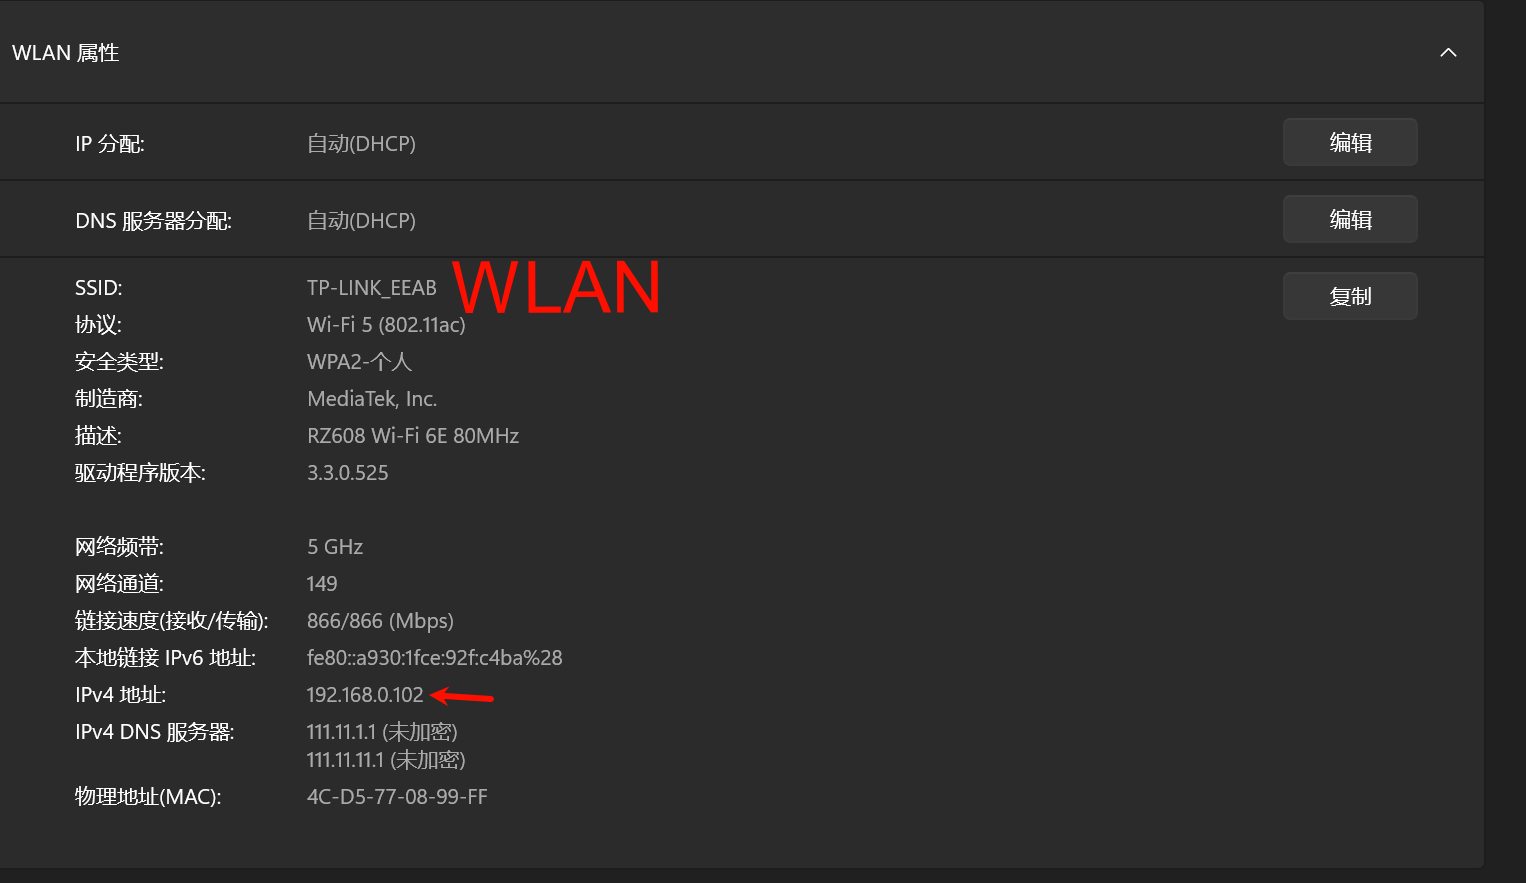 WLAN 属性
IP 分配: 自动(DHCP) 编辑
DNS 服务器分配: 自动(DHCP) 编辑
SSID: TP-LINK_EEAB WLAN 复制
协议: Wi-Fi 5 (802.11ac)
安全类型: WPA2-个人
制造商: MediaTek, Inc.
描述: RZ608 Wi-Fi 6E 80MHz
驱动程序版本: 3.3.0.525
网络频带: 5 GHz
网络通道: 149
链接速度(接收/传输): 866/866 (Mbps)
本地链接 IPv6 地址: fe80::a930:1fce:92f:c4ba%28
IPv4 地址: 192.168.0.102
IPv4 DNS 服务器: 111.11.1.1 (未加密)
111.11.11.1 (未加密)
物理地址(MAC): 4C-D5-77-08-99-FF